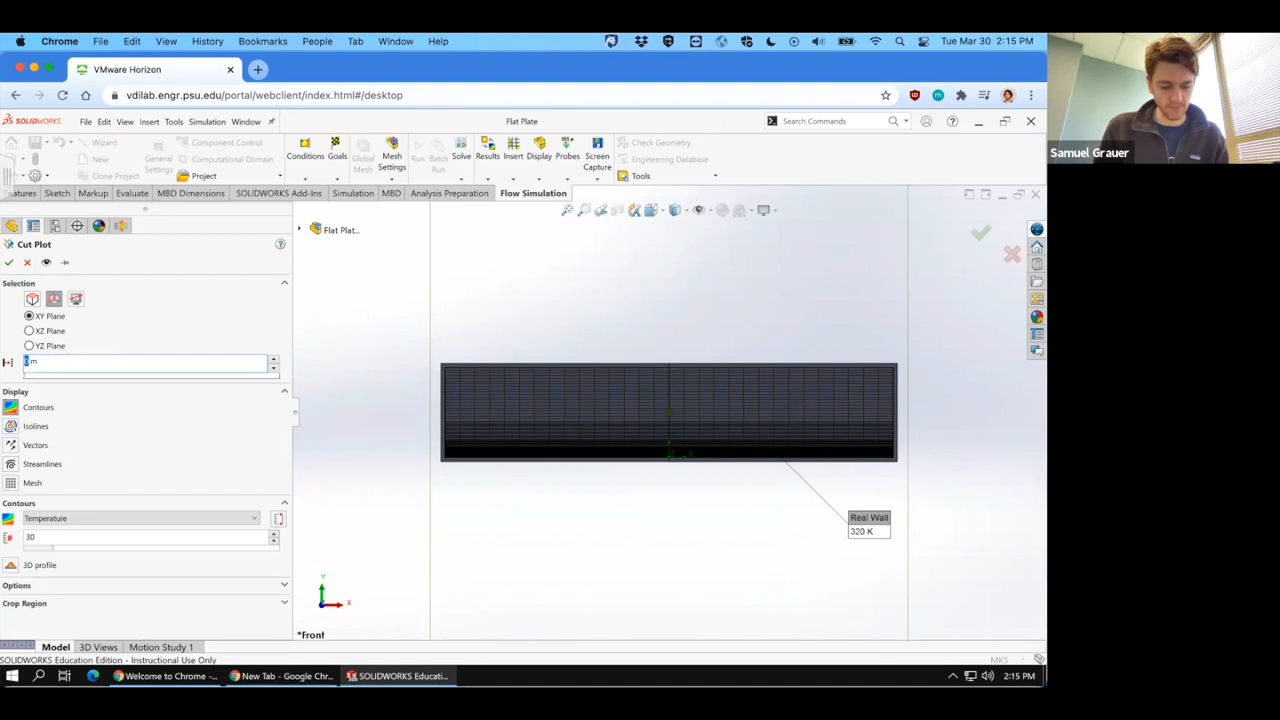 Chrome File Edit View History Bookmarks People Tab Window Help Tue Mar 30 2:15 PM
VMware Horizon
vdilab.engr.psu.edu/portal/webclient/index.html#/desktop
SOLIDWORKS File Edit View Insert Tools Simulation Window Flat Plate Search Commands
Wizard
New
Clone Project
General Settings
Component Control
Computational Domain
Project
Conditions
Goals
Global Mesh
Mesh Settings
Run
Batch Run
Solve
Results
Insert
Display
Probes
Screen Capture
Check Geometry
Engineering Database
Tools
eatures Sketch Markup Evaluate MBD Dimensions SOLIDWORKS Add-Ins Simulation MBD Analysis Preparation Flow Simulation
Samuel Grauer
Flat Plat...
Cut Plot
Selection
XY Plane
XZ Plane
YZ Plane
0 m
Display
Contours
Isolines
Vectors
Streamlines
Mesh
Contours
Temperature
30
3D profile
Options
Crop Region
Real Wall
320 K
Y
X
*Front
Model 3D Views Motion Study 1
SOLIDWORKS Education Edition - Instructional Use Only MKS
Welcome to Chrome -... New Tab - Google Chr... SOLIDWORKS Educati... 2:15 PM